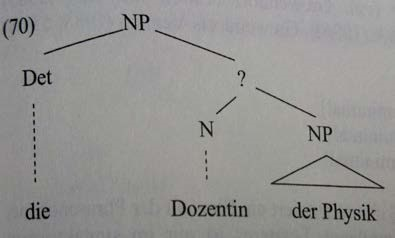 (70) NP
Det ?
N NP
die Dozentin der Physik